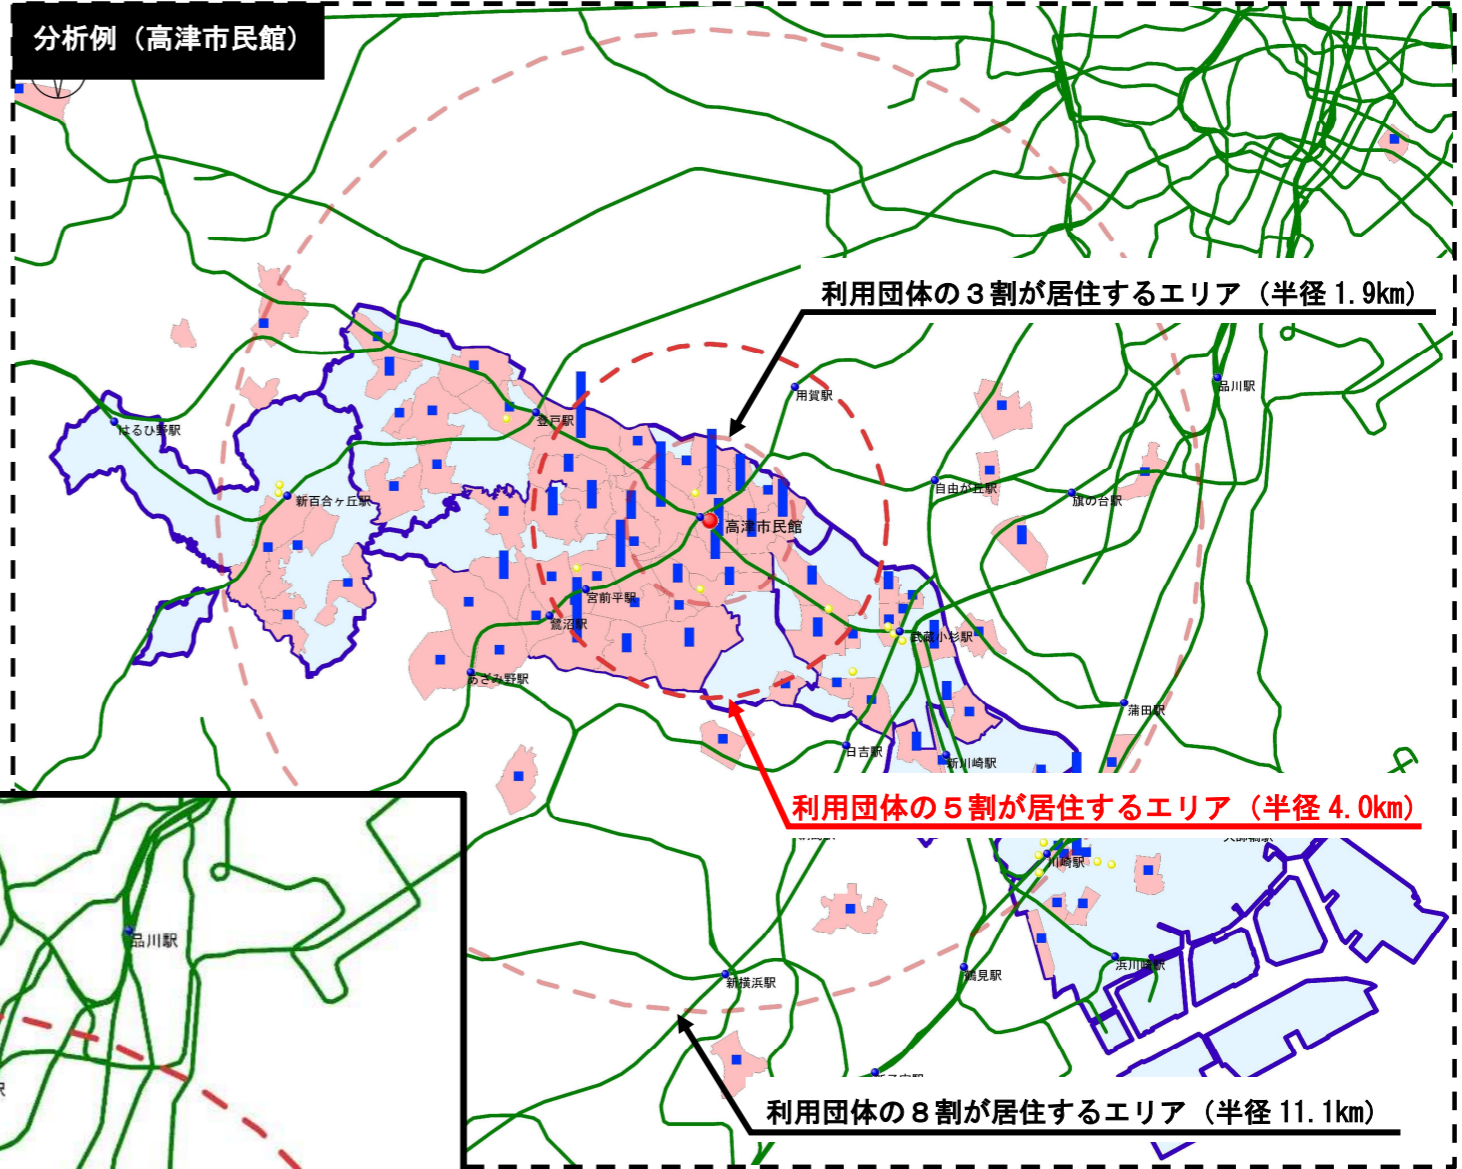 分析例（高津市民館）
利用団体の３割が居住するエリア（半径 1.9km）
品川駅
用賀駅
はるひ野駅
登戸駅
新百合ヶ丘駅
自由が丘駅
旗の台駅
高津市民館
宮前平駅
鷺沼駅
武蔵小杉駅
あざみ野駅
蒲田駅
日吉駅
新川崎駅
利用団体の５割が居住するエリア（半径 4.0km）
川崎駅
品川駅
浜川崎駅
鶴見駅
新横浜駅
駅
利用団体の８割が居住するエリア（半径 11.1km）